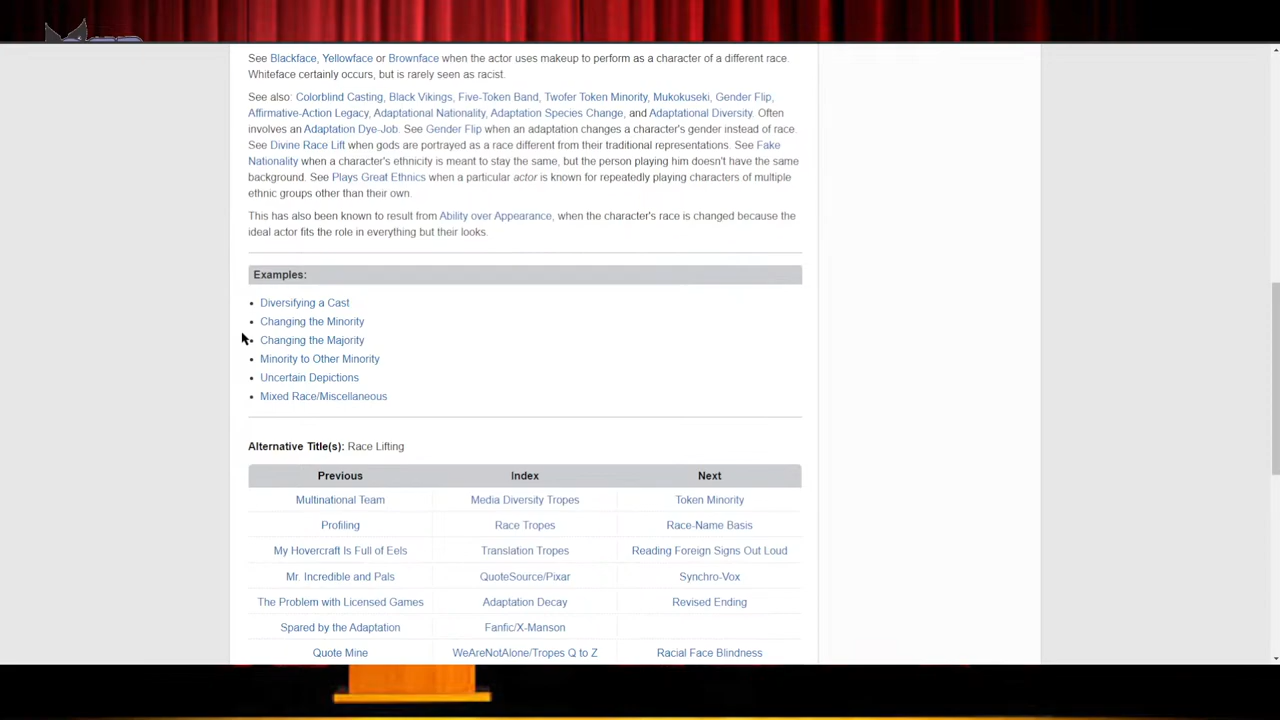 See Blackface, Yellowface or Brownface when the actor uses makeup to perform as a character of a different race.
Whiteface certainly occurs, but is rarely seen as racist.
See also: Colorblind Casting, Black Vikings, Five-Token Band, Twofer Token Minority, Mukokuseki, Gender Flip,
Affirmative-Action Legacy, Adaptational Nationality, Adaptation Species Change, and Adaptational Diversity. Often
involves an Adaptation Dye-Job. See Gender Flip when an adaptation changes a character's gender instead of race.
See Divine Race Lift when gods are portrayed as a race different from their traditional representations. See Fake
Nationality when a character's ethnicity is meant to stay the same, but the person playing him doesn't have the same
background. See Plays Great Ethnics when a particular actor is known for repeatedly playing characters of multiple
ethnic groups other than their own.
This has also been known to result from Ability over Appearance, when the character's race is changed because the
ideal actor fits the role in everything but their looks.
Examples:
• Diversifying a Cast
• Changing the Minority
• Changing the Majority
• Minority to Other Minority
• Uncertain Depictions
• Mixed Race/Miscellaneous
Alternative Title(s): Race Lifting
Previous Index Next
Multinational Team Media Diversity Tropes Token Minority
Profiling Race Tropes Race-Name Basis
My Hovercraft Is Full of Eels Translation Tropes Reading Foreign Signs Out Loud
Mr. Incredible and Pals QuoteSource/Pixar Synchro-Vox
The Problem with Licensed Games Adaptation Decay Revised Ending
Spared by the Adaptation Fanfic/X-Manson
Quote Mine WeAreNotAlone/Tropes Q to Z Racial Face Blindness